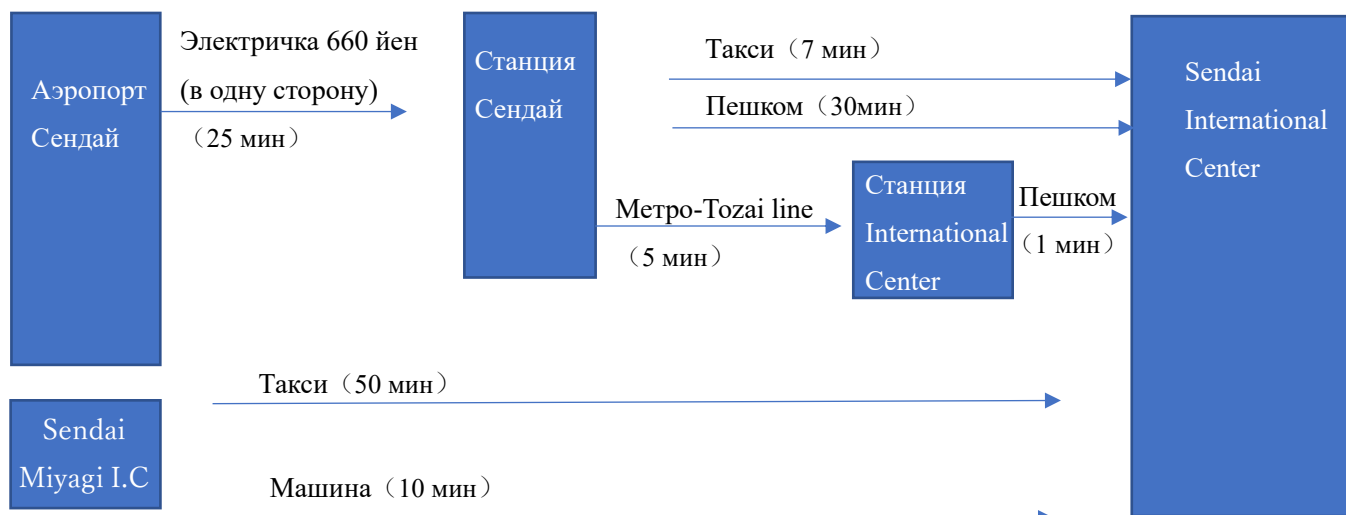 Аэропорт
Сендай
Электричка 660 йен
(в одну сторону)
(25 мин)
Станция
Сендай
Такси(7 мин)
Пешком(30мин)
Метро-Tozai line
(5 мин)
Станция
International
Center
Пешком
(1 мин)
Sendai
International
Center
Такси(50 мин)
Sendai
Miyagi I.C
Машина(10 мин)